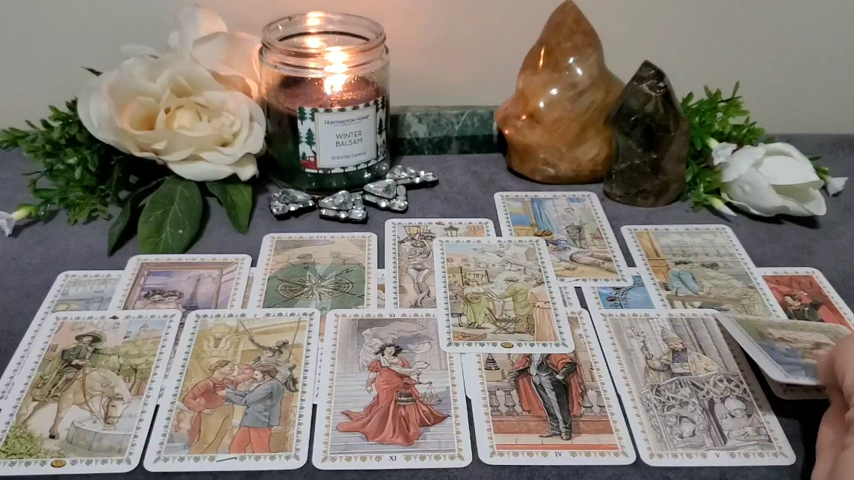 HUNTINGTON HOME
WINTER
BALSAM
SCENTED CANDLE
XI
IV
V